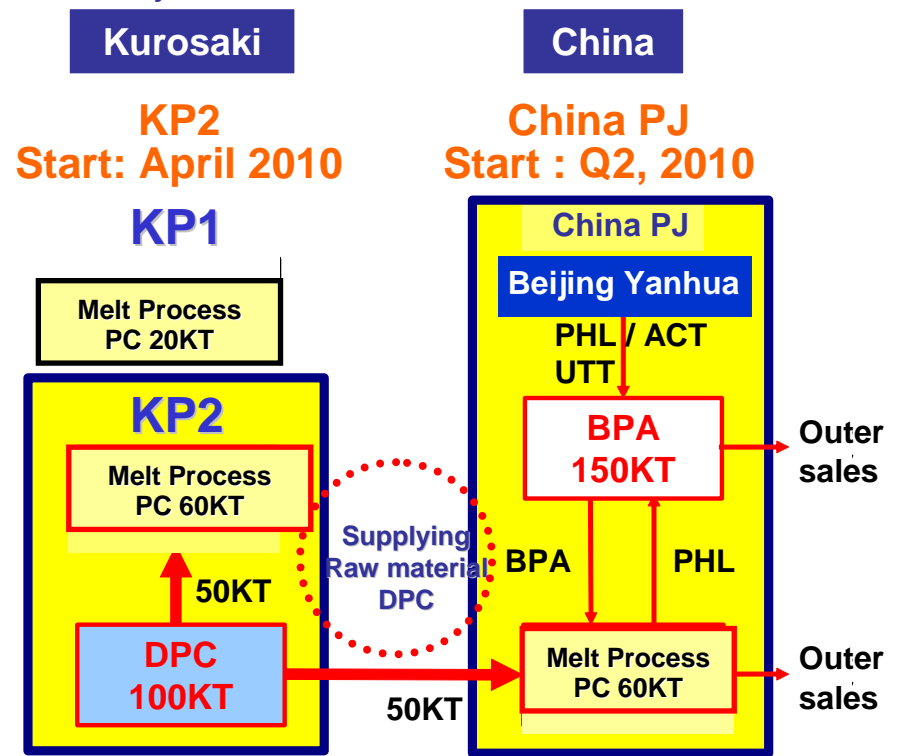 Kurosaki
China
KP2
Start: April 2010
China PJ
Start : Q2, 2010
KP1
Melt Process
PC 20KT
KP2
Melt Process
PC 60KT
50KT
DPC
100KT
Supplying
Raw material
DPC
50KT
China PJ
Beijing Yanhua
PHL / ACT
UTT
BPA
150KT
Outer
sales
BPA
PHL
Melt Process
PC 60KT
Outer
sales